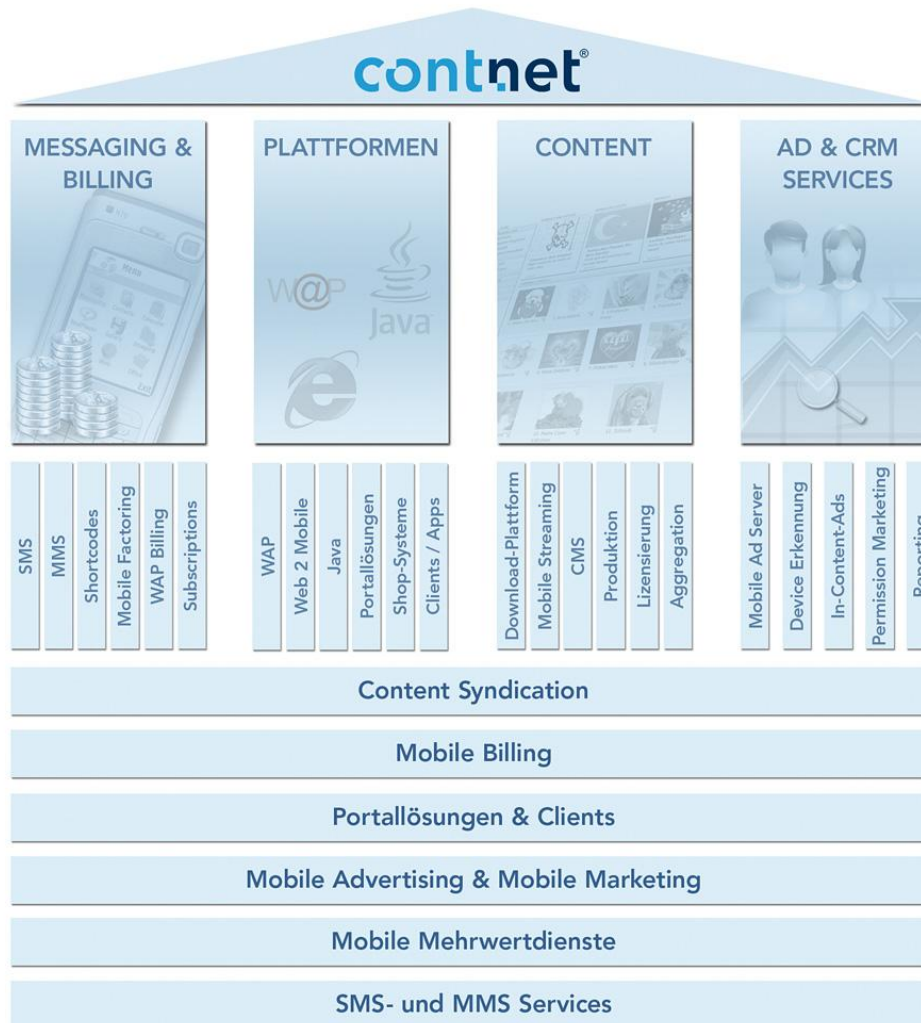 contnet®
MESSAGING &
BILLING
PLATTFORMEN
CONTENT
AD & CRM
SERVICES
W@P
Java
SMS
MMS
Shortcodes
Mobile Factoring
WAP Billing
Subscriptions
WAP
Web 2 Mobile
Java
Portallösungen
Shop-Systeme
Clients / Apps
Download-Plattform
Mobile Streaming
CMS
Produktion
Lizensierung
Aggregation
Mobile Ad Server
Device Erkennung
In-Content-Ads
Permission Marketing
Reporting
Content Syndication
Mobile Billing
Portallösungen & Clients
Mobile Advertising & Mobile Marketing
Mobile Mehrwertdienste
SMS- und MMS Services